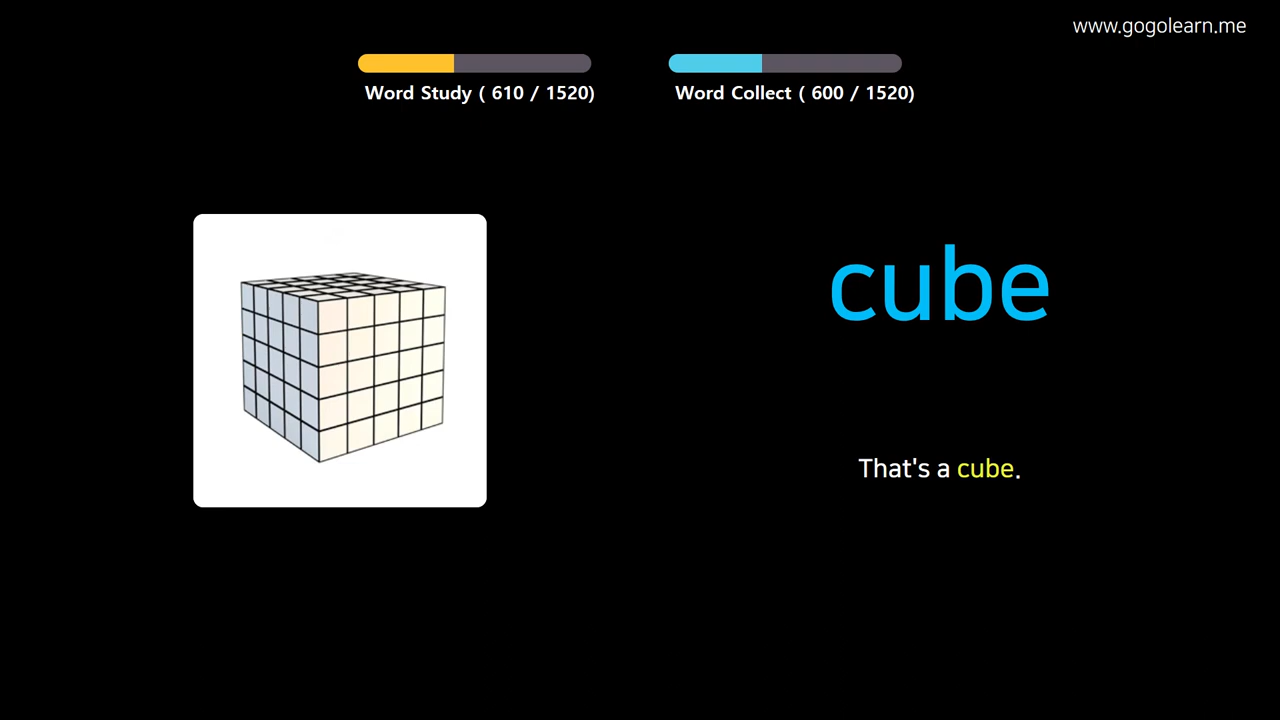 www.gogolearn.me
Word Study ( 610 / 1520)
Word Collect ( 600 / 1520)
cube
That's a cube.